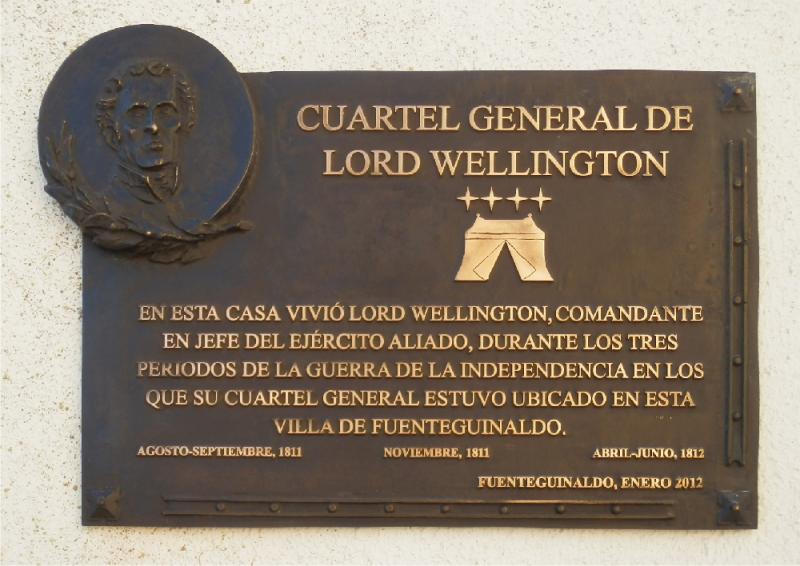 CUARTEL GENERAL DE
LORD WELLINGTON
EN ESTA CASA VIVIÓ LORD WELLINGTON, COMANDANTE
EN JEFE DEL EJÉRCITO ALIADO, DURANTE LOS TRES
PERIODOS DE LA GUERRA DE LA INDEPENDENCIA EN LOS
QUE SU CUARTEL GENERAL ESTUVO UBICADO EN ESTA
VILLA DE FUENTEGUINALDO.
AGOSTO-SEPTIEMBRE, 1811 NOVIEMBRE, 1811 ABRIL-JUNIO, 1812
FUENTEGUINALDO, ENERO 2012